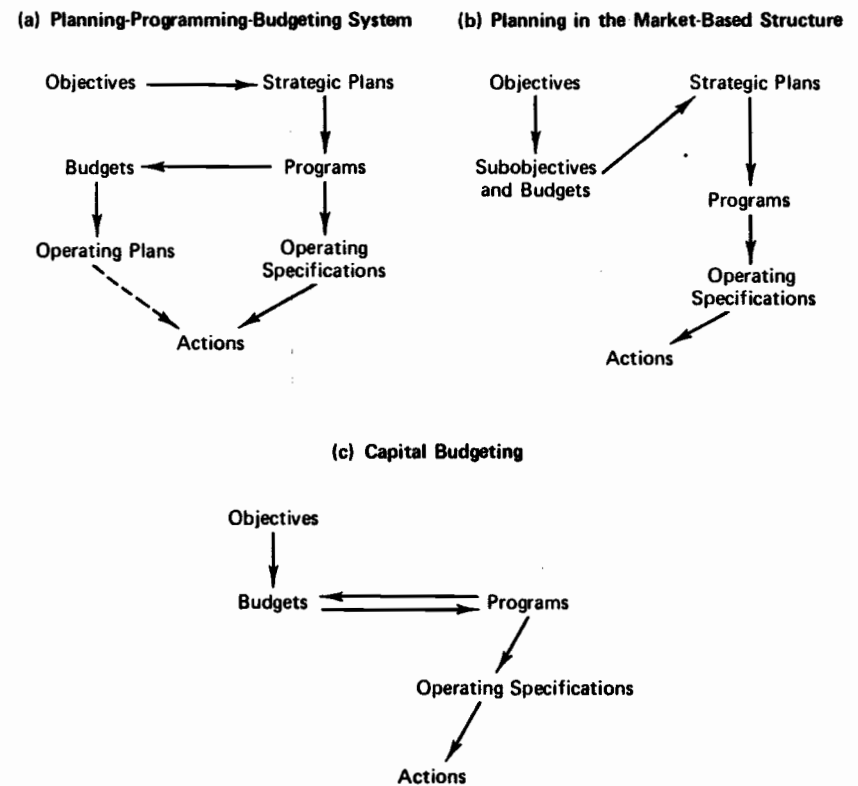 (a) Planning-Programming-Budgeting System
Objectives
Strategic Plans
Budgets
Programs
Operating Plans
Operating
Specifications
Actions
(b) Planning in the Market-Based Structure
Objectives
Strategic Plans
Subobjectives
and Budgets
Programs
Operating
Specifications
Actions
(c) Capital Budgeting
Objectives
Budgets
Programs
Operating Specifications
Actions